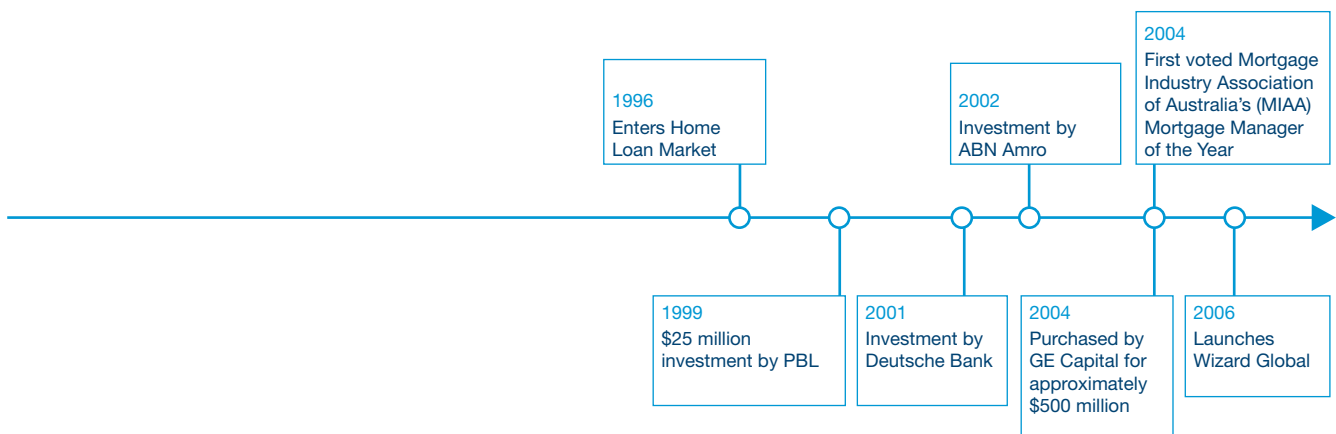 1996
Enters Home
Loan Market
1999
$25 million
investment by PBL
2001
Investment by
Deutsche Bank
2002
Investment by
ABN Amro
2004
First voted Mortgage
Industry Association
of Australia’s (MIAA)
Mortgage Manager
of the Year
2004
Purchased by
GE Capital for
approximately
$500 million
2006
Launches
Wizard Global